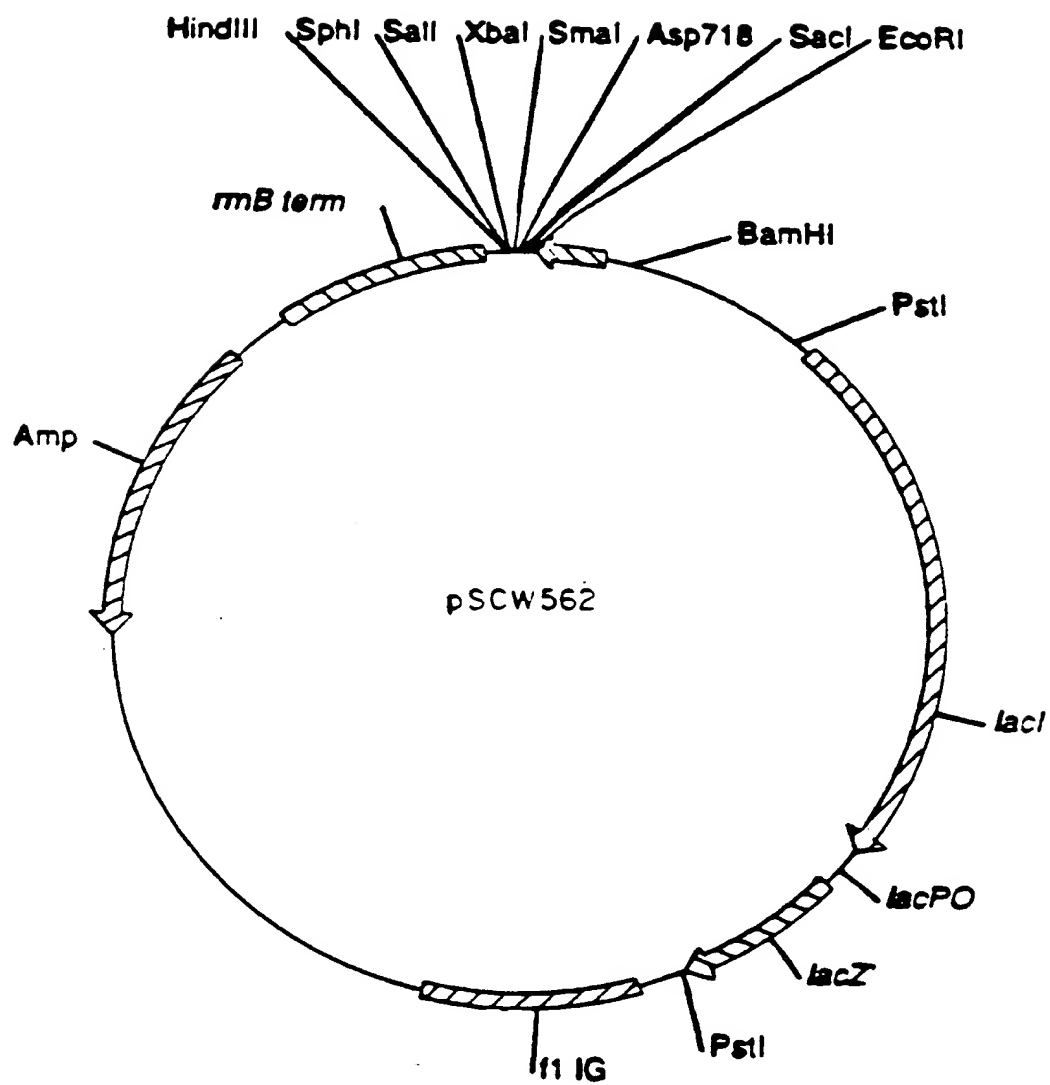 HindIII SphI SalI XbaI SmaI Asp718 SacI EcoRI
rrnB term
BamHI
PstI
Amp
pSCW562
lacI
lacPO
lacZ'
PstI
f1 IG